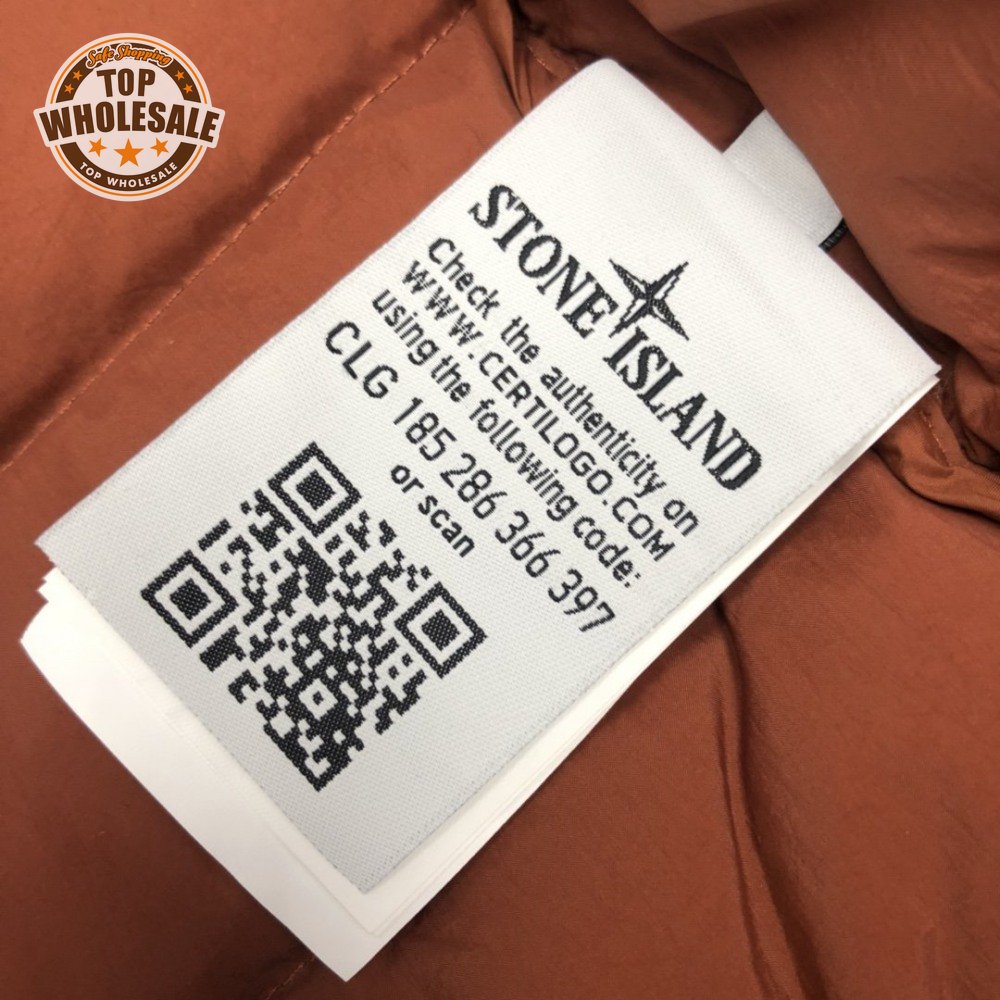 Safe Shopping
TOP
WHOLESALE
TOP WHOLESALE
STONE ISLAND
Check the authenticity on
WWW.CERTILOGO.COM
using the following code:
CLG 185 286 366 397
or scan